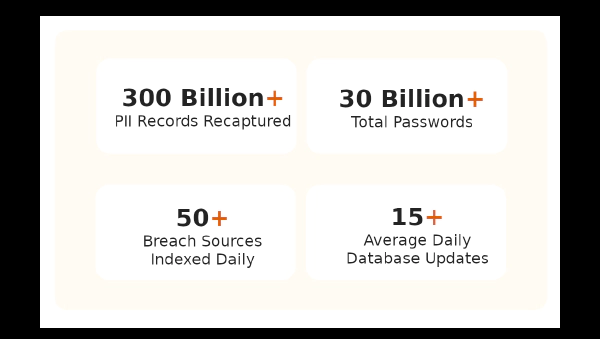 300 Billion+
PII Records Recaptured
30 Billion+
Total Passwords
50+
Breach Sources
Indexed Daily
15+
Average Daily
Database Updates